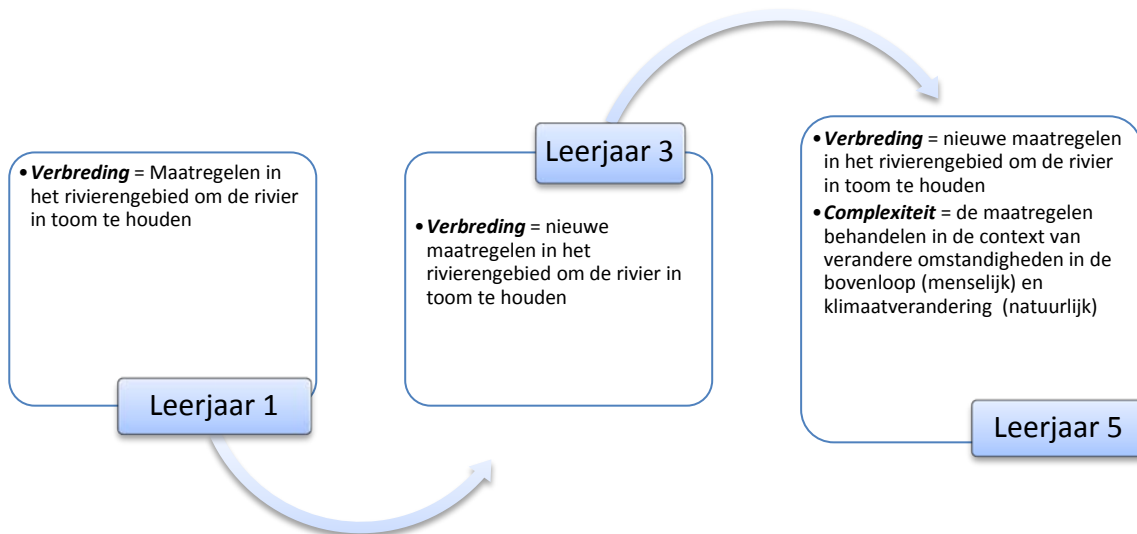 •Verbreding = Maatregelen in
het rivierengebied om de rivier
in toom te houden
Leerjaar 1
Leerjaar 3
•Verbreding = nieuwe
maatregelen in het
rivierengebied om de rivier in
toom te houden
•Verbreding = nieuwe maatregelen
in het rivierengebied om de rivier
in toom te houden
•Complexiteit = de maatregelen
behandelen in de context van
verandere omstandigheden in de
bovenloop (menselijk) en
klimaatverandering (natuurlijk)
Leerjaar 5